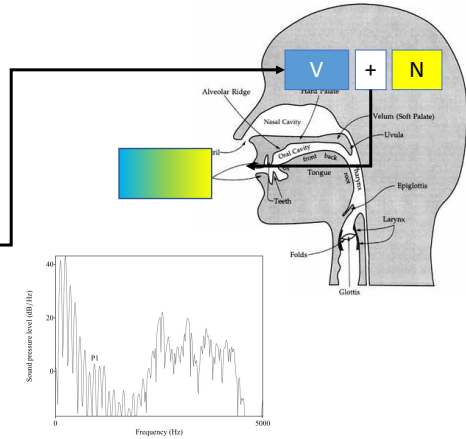 V + N
Alveolar Ridge
Hard Palate
Nasal Cavity
Velum (Soft Palate)
Uvula
Oral Cavity
front back
Tongue
root
Pharynx
Teeth
Epiglottis
Larynx
Folds
Glottis
Sound pressure level (dB / Hz)
40
20
0
P1
0
5000
Frequency (Hz)